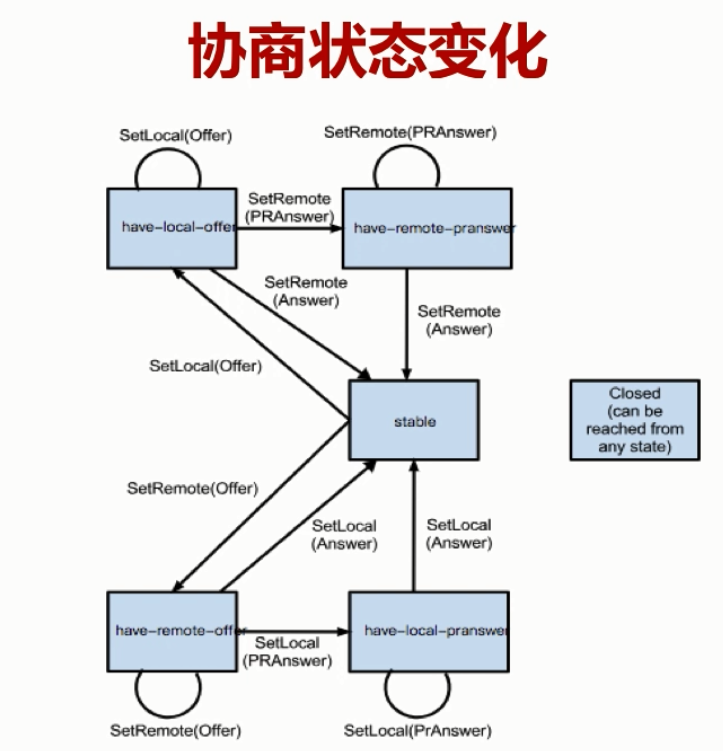 协商状态变化
SetLocal(Offer)
SetRemote(PRAnswer)
have-local-offer
SetRemote
(PRAnswer)
have-remote-pranswer
SetRemote
(Answer)
SetRemote
(Answer)
SetLocal(Offer)
stable
Closed
(can be
reached from
any state)
SetRemote(Offer)
SetLocal
(Answer)
SetLocal
(Answer)
have-remote-offer
SetLocal
(PRAnswer)
have-local-pranswer
SetRemote(Offer)
SetLocal(PrAnswer)